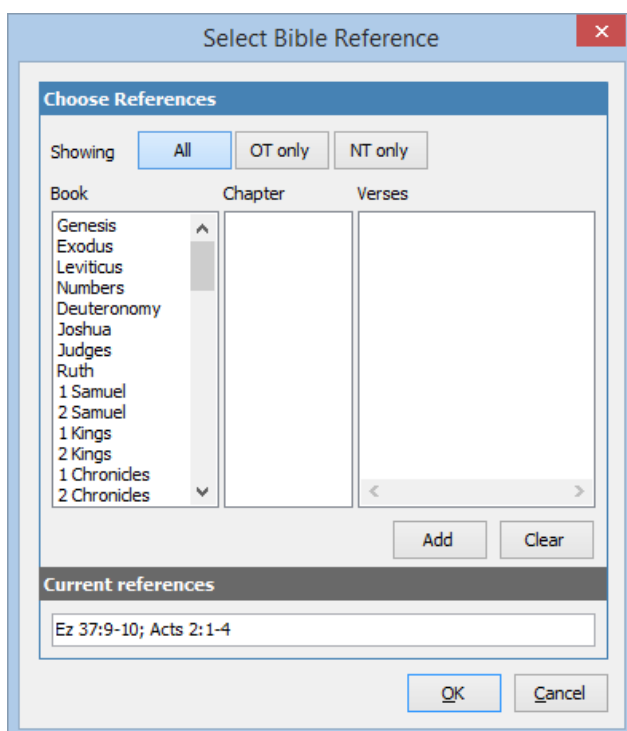 Select Bible Reference
Choose References
Showing All OT only NT only
Book Chapter Verses
Genesis
Exodus
Leviticus
Numbers
Deuteronomy
Joshua
Judges
Ruth
1 Samuel
2 Samuel
1 Kings
2 Kings
1 Chronicles
2 Chronicles
Add Clear
Current references
Ez 37:9-10; Acts 2:1-4
OK Cancel